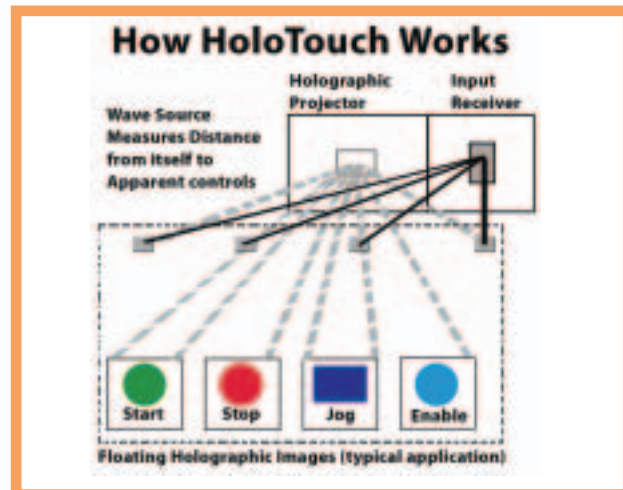 How HoloTouch Works
Holographic
Projector
Input
Receiver
Wave Source
Measures Distance
from Itself to
Apparent controls
Start
Stop
Jog
Enable
Floating Holographic Images (typical application)